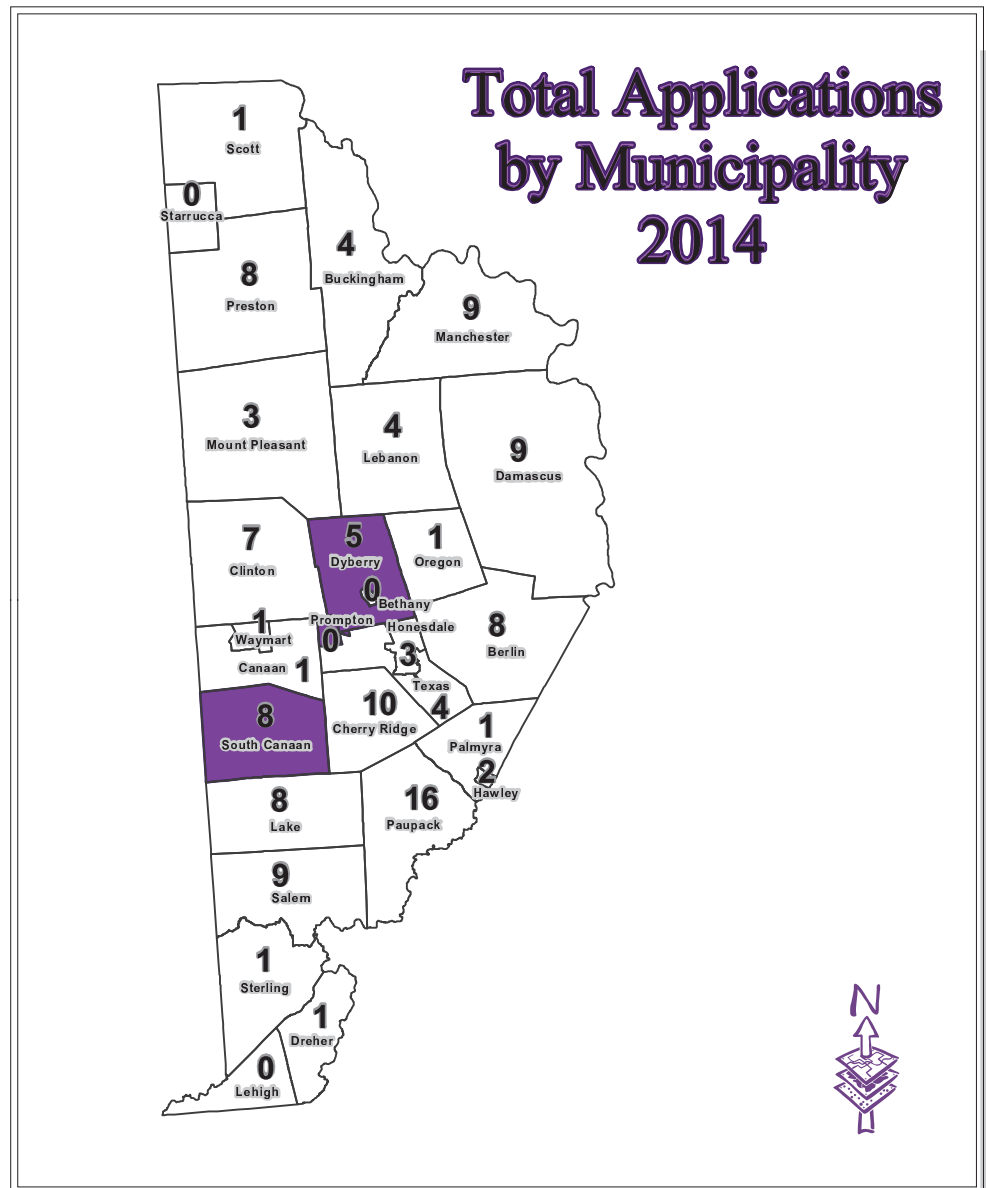 Total Applications
by Municipality
2014
1
Scott
0
Starrucca
4
Buckingham
8
Preston
9
Manchester
3
Mount Pleasant
4
Lebanon
9
Damascus
7
Clinton
5
Dyberry
1
Oregon
0
Bethany
1
Waymart
Prompton
0
Honesdale
3
8
Berlin
Canaan 1
Texas
4
8
South Canaan
10
Cherry Ridge
1
Palmyra
2
Hawley
8
Lake
16
Paupack
9
Salem
1
Sterling
1
Dreher
0
Lehigh
N